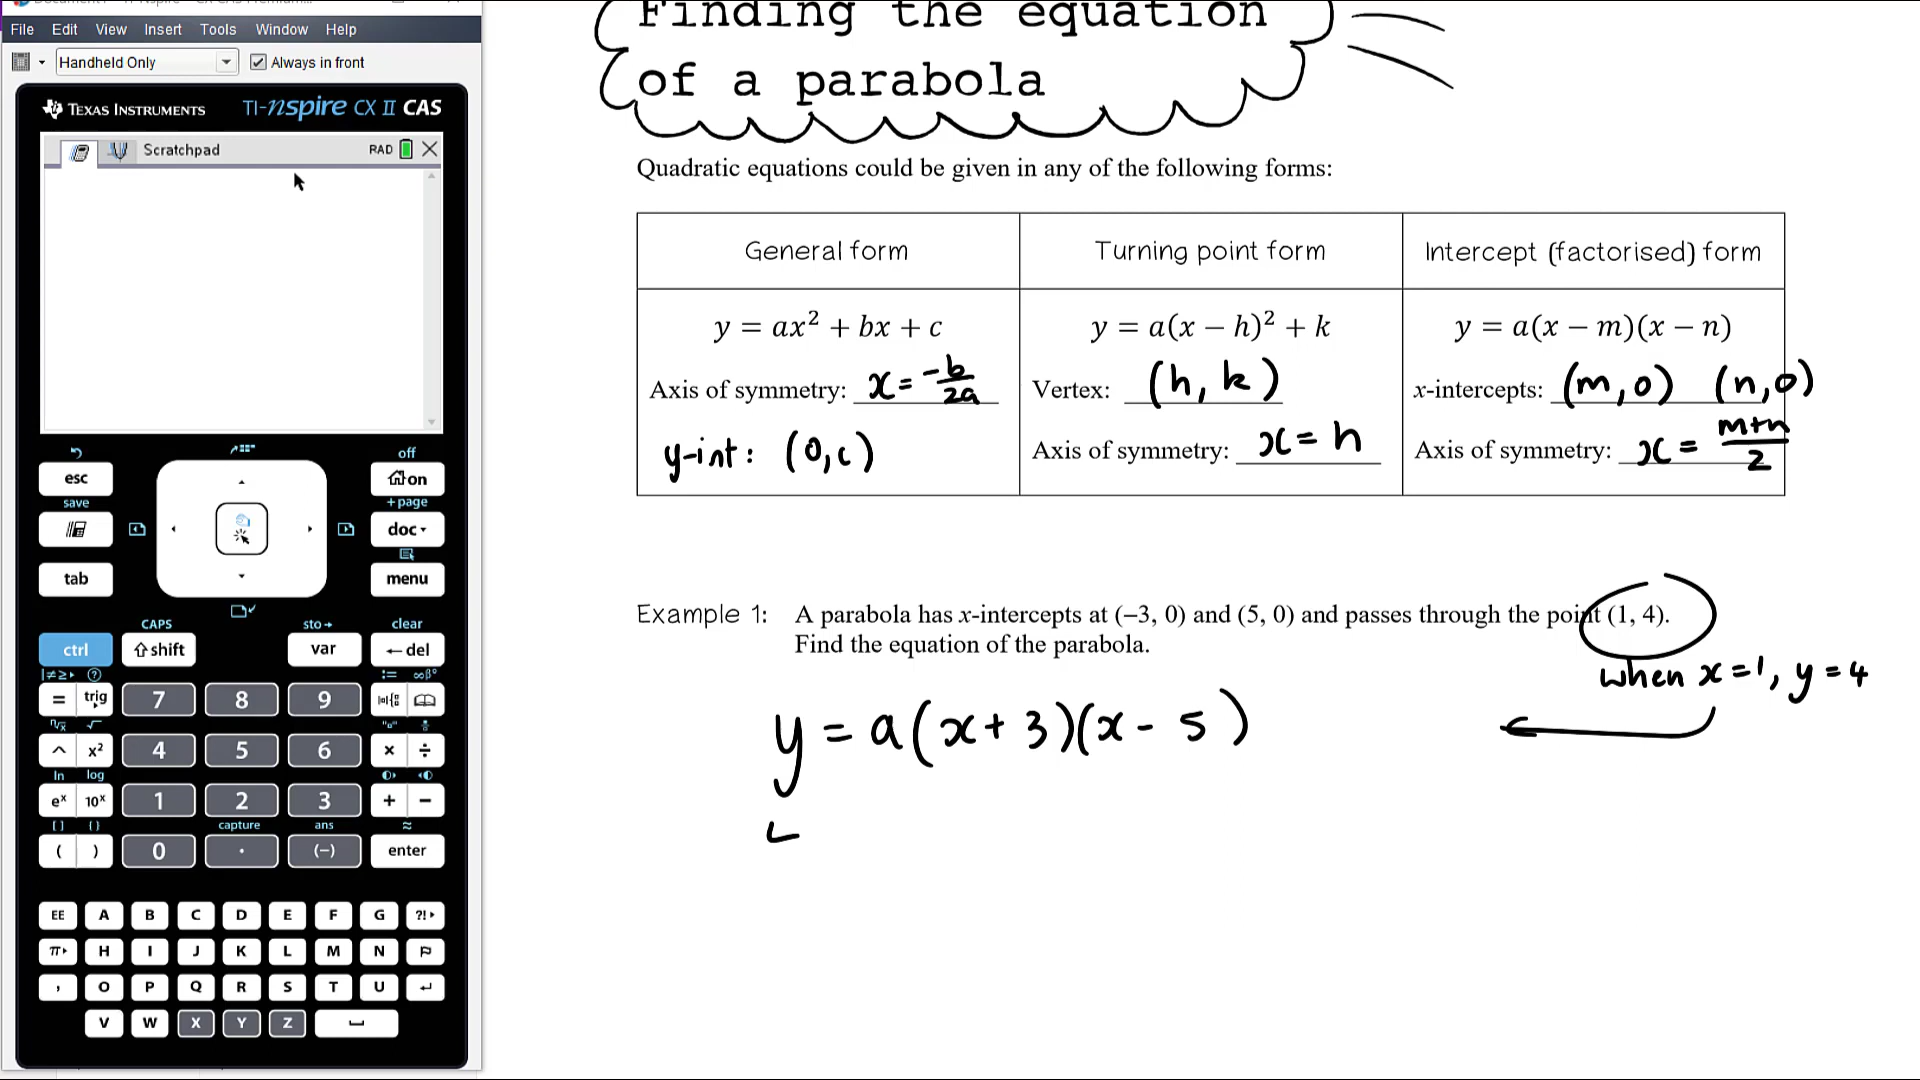 File Edit View Insert Tools Window Help
Handheld Only Always in front
TEXAS INSTRUMENTS TI-nspire CX II CAS
Scratchpad RAD
off
esc on
save +page
doc
tab menu
CAPS sto→ clear
ctrl ⇧shift var ←del
|≠≥▸ ? := ∞β°
= trig 7 8 9
^ x² 4 5 6 × ÷
ln log
eˣ 10ˣ 1 2 3 + −
[ ] { } capture ans ≈
( ) 0 . (−) enter
EE A B C D E F G ?!▸
π▸ H I J K L M N
, O P Q R S T U ↵
V W X Y Z
Finding the equation
of a parabola
Quadratic equations could be given in any of the following forms:
General form Turning point form Intercept (factorised) form
y = ax² + bx + c y = a(x − h)² + k y = a(x − m)(x − n)
Axis of symmetry: x = -b/2a Vertex: (h, k) x-intercepts: (m, 0) (n, 0)
y-int: (0, c) Axis of symmetry: x = h Axis of symmetry: x = m+n/2
Example 1: A parabola has x-intercepts at (−3, 0) and (5, 0) and passes through the point (1, 4).
Find the equation of the parabola.
when x = 1, y = 4
y = a(x + 3)(x - 5)